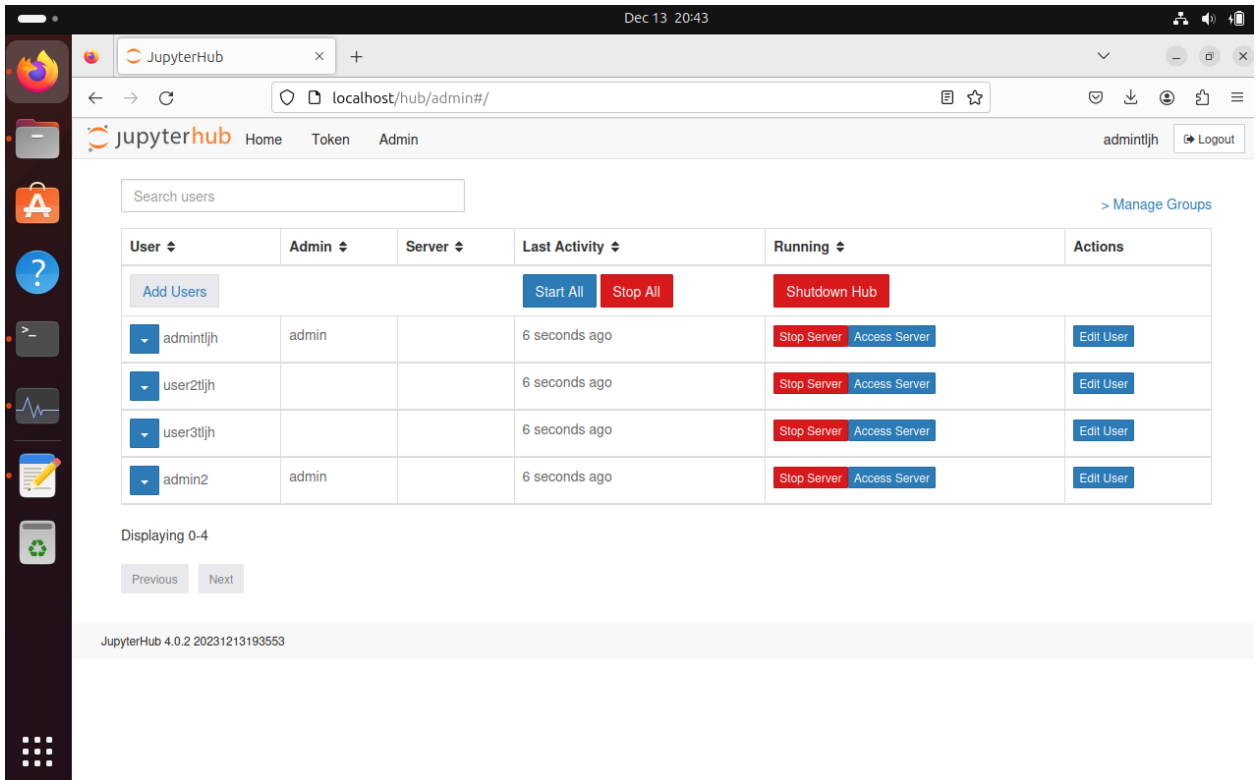 Dec 13 20:43
JupyterHub
localhost/hub/admin#/
jupyterhub Home Token Admin admintljh Logout
Search users
> Manage Groups
User Admin Server Last Activity Running Actions
Add Users Start All Stop All Shutdown Hub
admintljh admin 6 seconds ago Stop Server Access Server Edit User
user2tljh 6 seconds ago Stop Server Access Server Edit User
user3tljh 6 seconds ago Stop Server Access Server Edit User
admin2 admin 6 seconds ago Stop Server Access Server Edit User
Displaying 0-4
Previous Next
JupyterHub 4.0.2 20231213193553